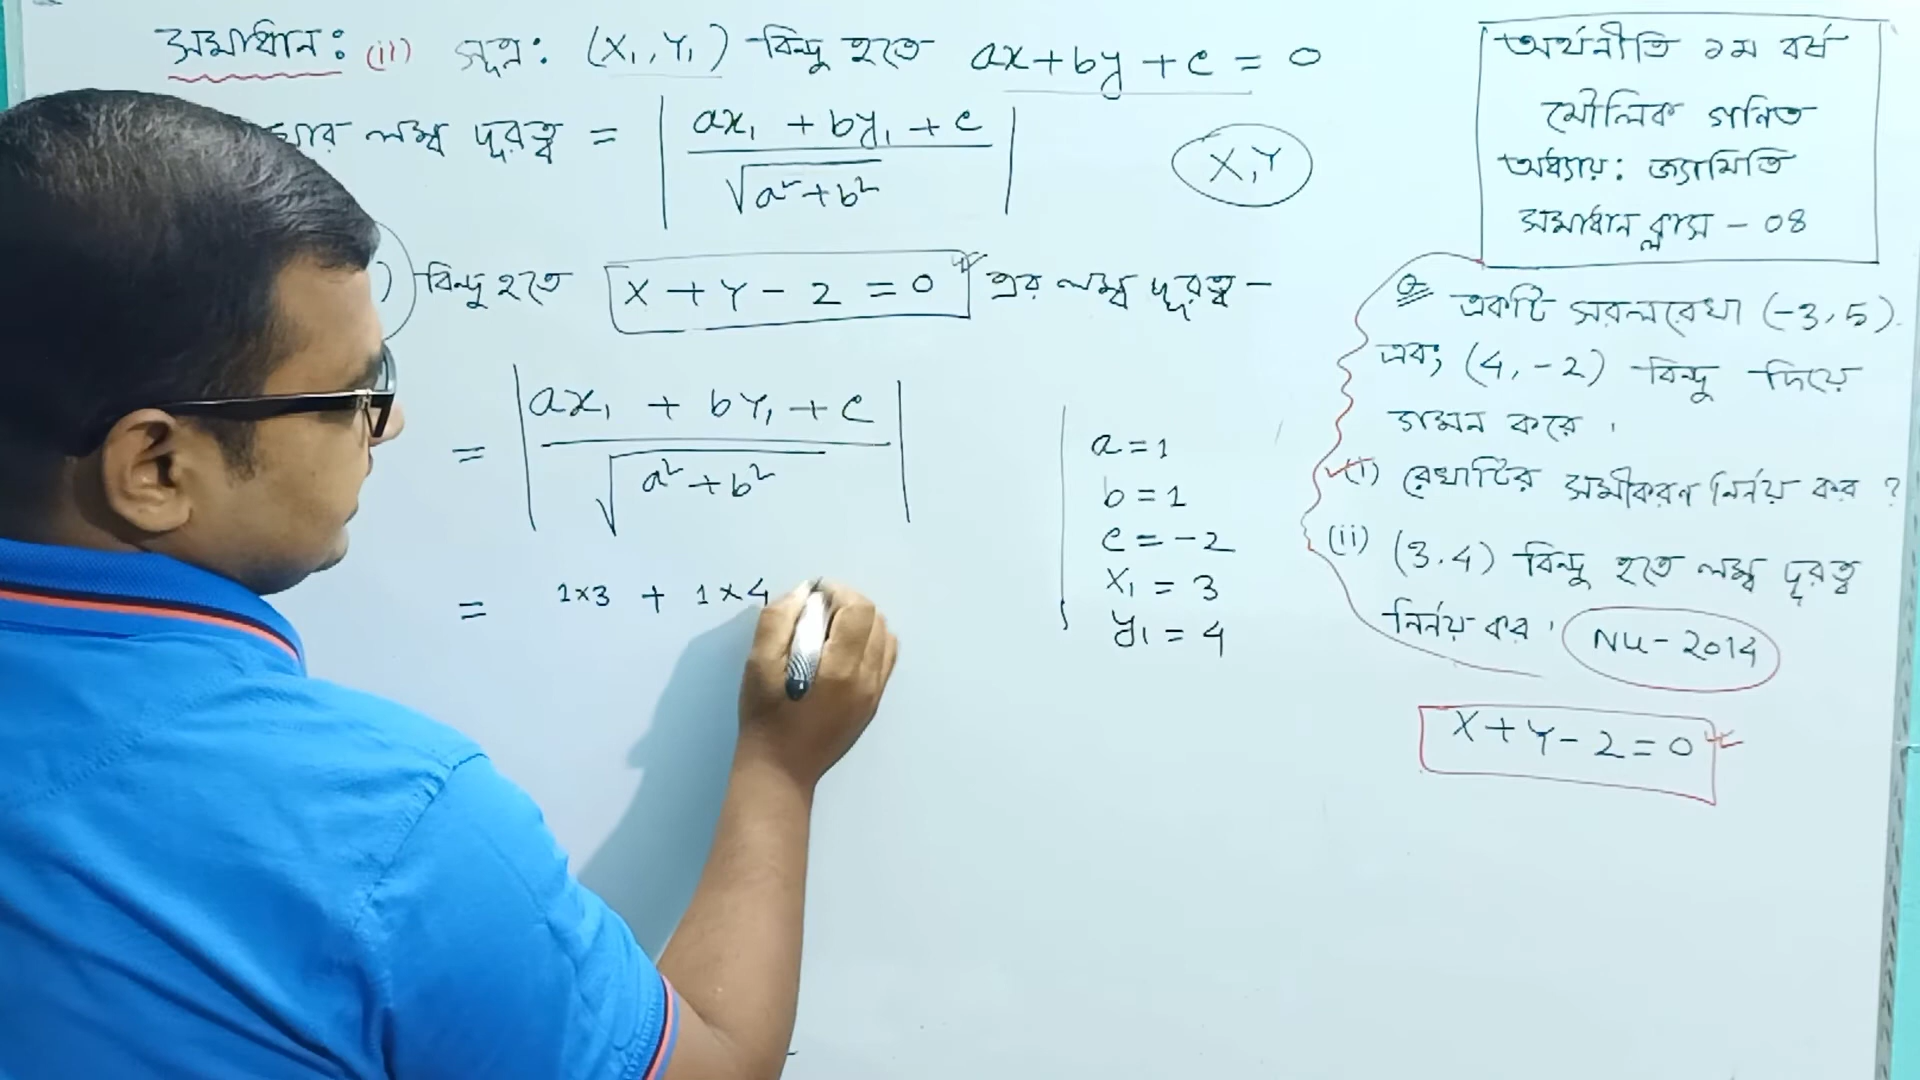 সমাধান: (ii) সূত্র: (X₁, Y₁) বিন্দু হতে ax+by+c = 0
লম্ব দূরত্ব = | ax₁ + by₁ + c / √a²+b² |
X,Y
) বিন্দু হতে X + Y - 2 = 0 এর লম্ব দূরত্ব -
= | ax₁ + by₁ + c / √a²+b² |
= 1×3 + 1×4
a = 1
b = 1
c = -2
X₁ = 3
y₁ = 4
অর্থনীতি ১ম বর্ষ
মৌলিক গনিত
অধ্যায়: জ্যামিতি
সমাধান ক্লাস - 08
Q একটি সরলরেখা (-3, 5)
এবং (4, -2) বিন্দু দিয়ে
গমন করে ।
(i) রেখাটির সমীকরণ নির্নয় কর ?
(ii) (3.4) বিন্দু হতে লম্ব দূরত্ব
নির্নয় কর । NU-2014
X+Y-2=0